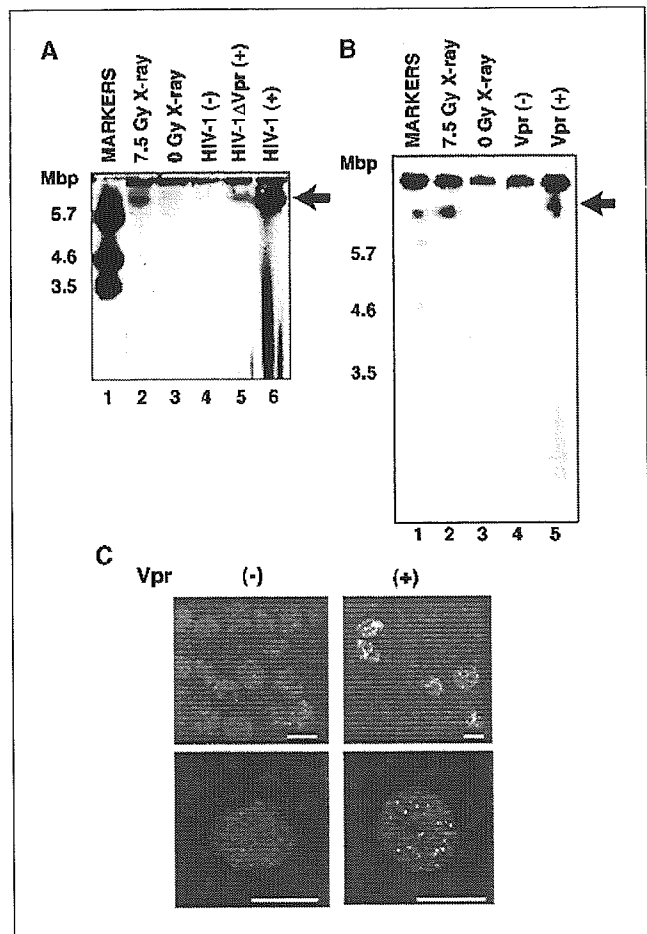 A
MARKERS
7.5 Gy X-ray
0 Gy X-ray
HIV-1 (-)
HIV-1ΔVpr (+)
HIV-1 (+)
Mbp
5.7
4.6
3.5
1 2 3 4 5 6
B
MARKERS
7.5 Gy X-ray
0 Gy X-ray
Vpr (-)
Vpr (+)
Mbp
5.7
4.6
3.5
1 2 3 4 5
C
Vpr (-) (+)